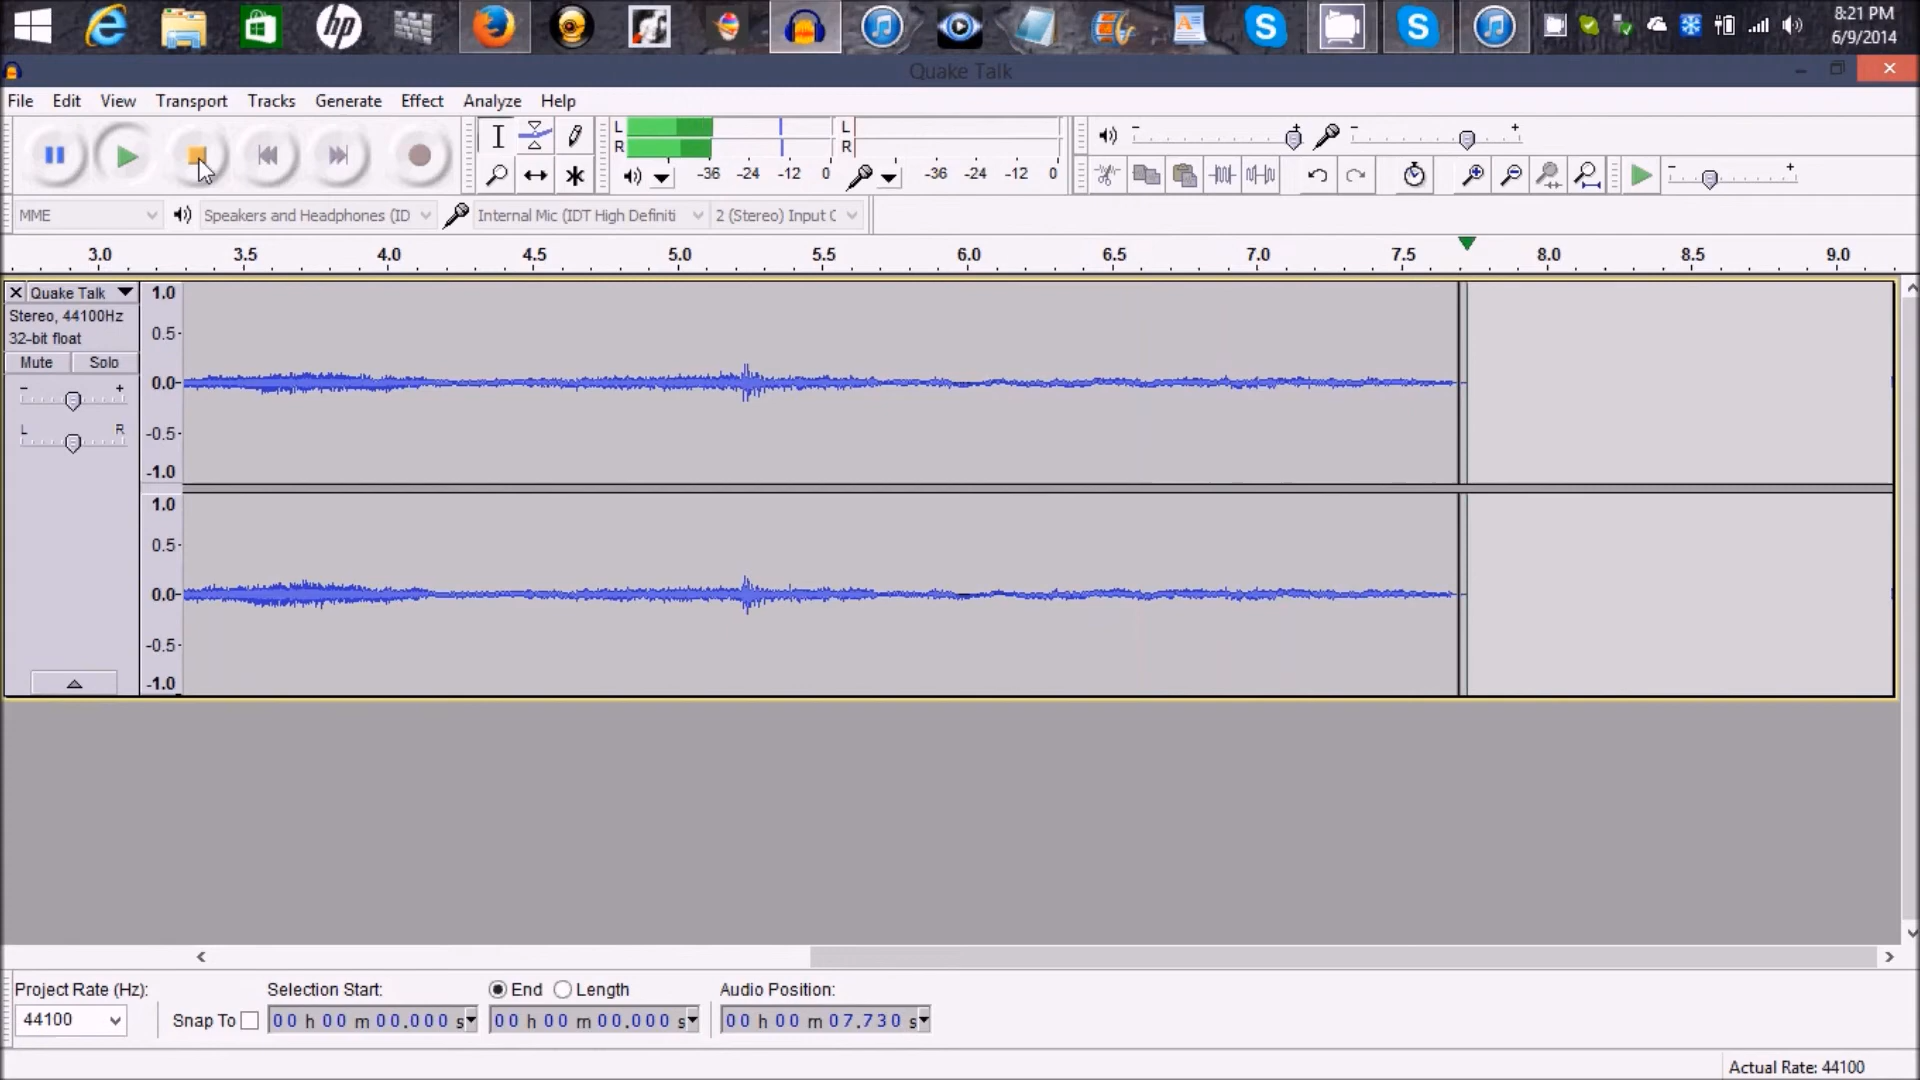 hp
8:21 PM
6/9/2014
Quake Talk
File Edit View Transport Tracks Generate Effect Analyze Help
L
R
-36 -24 -12 0
L
R
-36 -24 -12 0
MME
Speakers and Headphones (ID
Internal Mic (IDT High Definiti
2 (Stereo) Input C
3.0 3.5 4.0 4.5 5.0 5.5 6.0 6.5 7.0 7.5 8.0 8.5 9.0
Quake Talk
Stereo, 44100Hz
32-bit float
Mute Solo
- +
L R
1.0
0.5-
0.0-
-0.5-
-1.0
1.0
0.5-
0.0-
-0.5-
-1.0
Project Rate (Hz):
44100
Snap To
Selection Start:
00 h 00 m 00.000 s
End Length
00 h 00 m 00.000 s
Audio Position:
00 h 00 m 07.730 s
Actual Rate: 44100